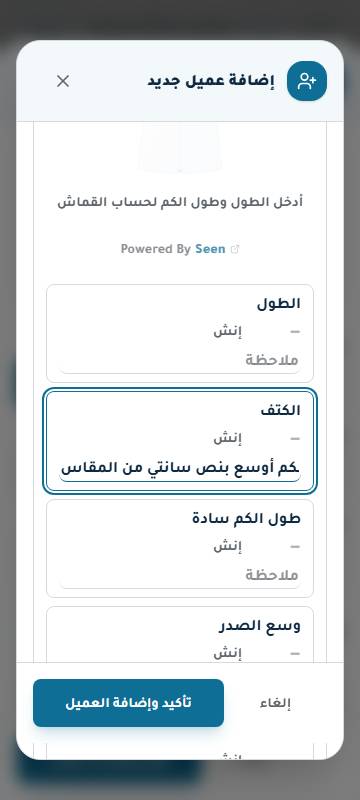 إضافة عميل جديد
أدخل الطول وطول الكم لحساب القماش
Powered By Seen
الطول
– إنش
ملاحظة
الكتف
– إنش
كم أوسع بنص سانتي من المقاس
طول الكم سادة
– إنش
ملاحظة
وسع الصدر
– إنش
تأكيد وإضافة العميل
إلغاء
إنش